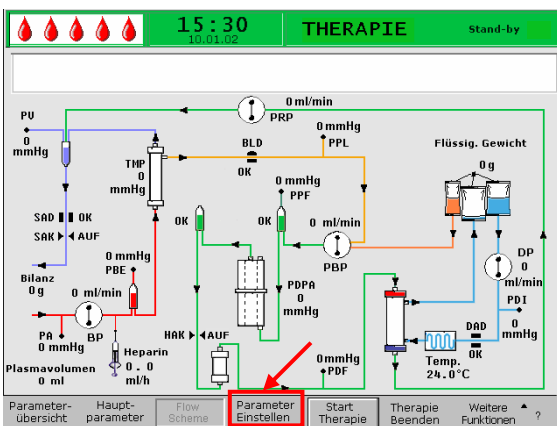 15:30
10.01.02
THERAPIE
Stand-by
0 ml/min
PRP
PV
0
mmHg
TMP
0
mmHg
BLD
OK
0 mmHg
PPL
Flüssig. Gewicht
0 g
0 mmHg
PPF
SAD OK
SAK AUF
OK
OK
0 ml/min
PBP
DP
0
ml/min
Bilanz
0 g
0 mmHg
PBE
0 ml/min
BP
PDPA
0
mmHg
PDI
0
mmHg
PA
0 mmHg
HAK AUF
DAD
OK
Heparin
0.0
ml/h
Plasmavolumen
0 ml
0 mmHg
PDF
Temp.
24.0°C
Parameter-
übersicht
Haupt-
parameter
Flow
Scheme
Parameter
Einstellen
Start
Therapie
Therapie
Beenden
Weitere
Funktionen
?